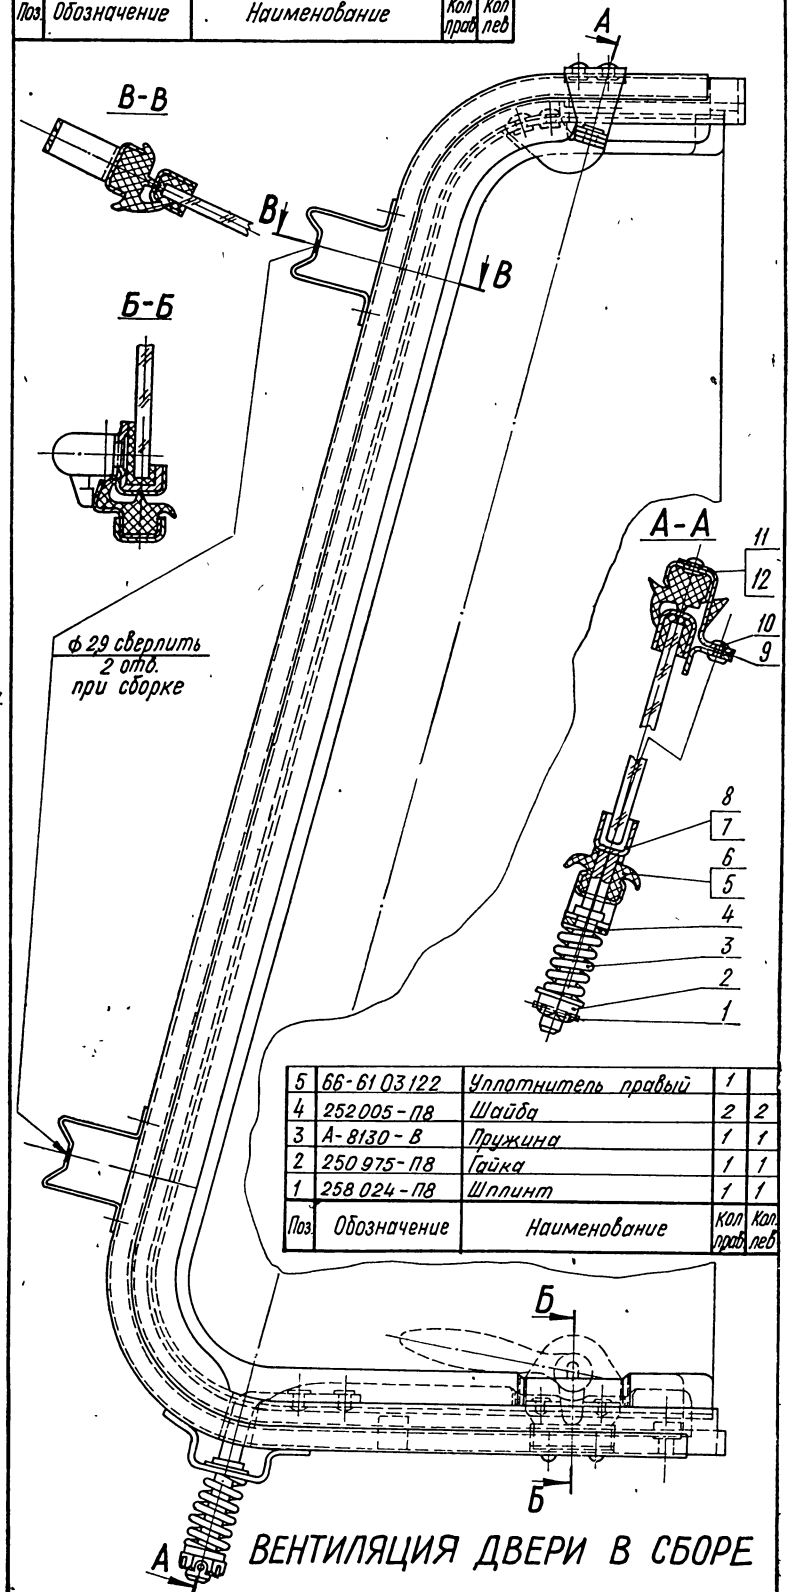 Поз. Обозначение Наименование Кол прав Кол лев
А
В-В
В
В
Б-Б
А-А
11
12
10
9
ϕ 2,9 сверлить
2 отв.
при сборке
8
7
6
5
4
3
2
1
5 66-6103122 Уплотнитель правый 1
4 252005-П8 Шайба 2 2
3 А-8130-В Пружина 1 1
2 250975-П8 Гайка 1 1
1 258024-П8 Шплинт 1 1
Поз. Обозначение Наименование Кол прав Кол. лев
Б
Б
А
ВЕНТИЛЯЦИЯ ДВЕРИ В СБОРЕ